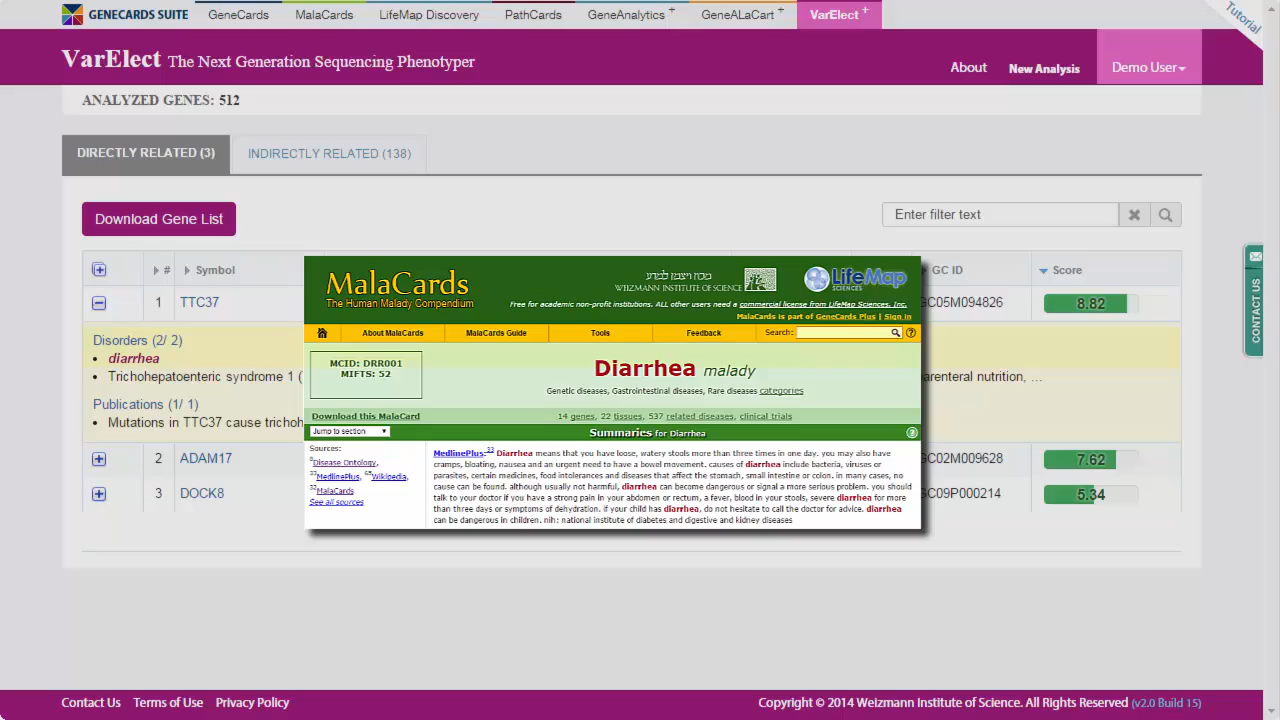 GENECARDS SUITE GeneCards MalaCards LifeMap Discovery PathCards GeneAnalytics + GeneALaCart + VarElect + Tutorial
VarElect The Next Generation Sequencing Phenotyper
About New Analysis Demo User
ANALYZED GENES: 512
DIRECTLY RELATED (3) INDIRECTLY RELATED (138)
Download Gene List Enter filter text
# Symbol GC ID Score
1 TTC37 GC05M094826 8.82
Disorders (2/ 2)
• diarrhea
• Trichohepatoenteric syndrome 1 ( arenteral nutrition, ...
Publications (1/ 1)
• Mutations in TTC37 cause trichoh
2 ADAM17 GC02M009628 7.62
3 DOCK8 GC09P000214 5.34
MalaCards
The Human Malady Compendium
מכון ויצמן למדע
WEIZMANN INSTITUTE OF SCIENCE
LifeMap
SCIENCES
Free for academic non-profit institutions. ALL other users need a commercial license from LifeMap Sciences, Inc.
MalaCards is part of GeneCards Plus | Sign in
About MalaCards MalaCards Guide Tools Feedback Search: ?
MCID: DRR001
MIFTS: 52
Diarrhea malady
Genetic diseases, Gastrointestinal diseases, Rare diseases categories
Download this MalaCard 14 genes, 22 tissues, 537 related diseases, clinical trials
Jump to section Summaries for Diarrhea ?
Sources:
Disease Ontology,
MedlinePlus, Wikipedia,
MalaCards
See all sources
MedlinePlus: Diarrhea means that you have loose, watery stools more than three times in one day. you may also have
cramps, bloating, nausea and an urgent need to have a bowel movement. causes of diarrhea include bacteria, viruses or
parasites, certain medicines, food intolerances and diseases that affect the stomach, small intestine or colon. in many cases, no
cause can be found. although usually not harmful, diarrhea can become dangerous or signal a more serious problem. you should
talk to your doctor if you have a strong pain in your abdomen or rectum, a fever, blood in your stools, severe diarrhea for more
than three days or symptoms of dehydration. if your child has diarrhea, do not hesitate to call the doctor for advice. diarrhea
can be dangerous in children. nih: national institute of diabetes and digestive and kidney diseases
CONTACT US
Contact Us Terms of Use Privacy Policy Copyright © 2014 Weizmann Institute of Science. All Rights Reserved (v2.0 Build 15)